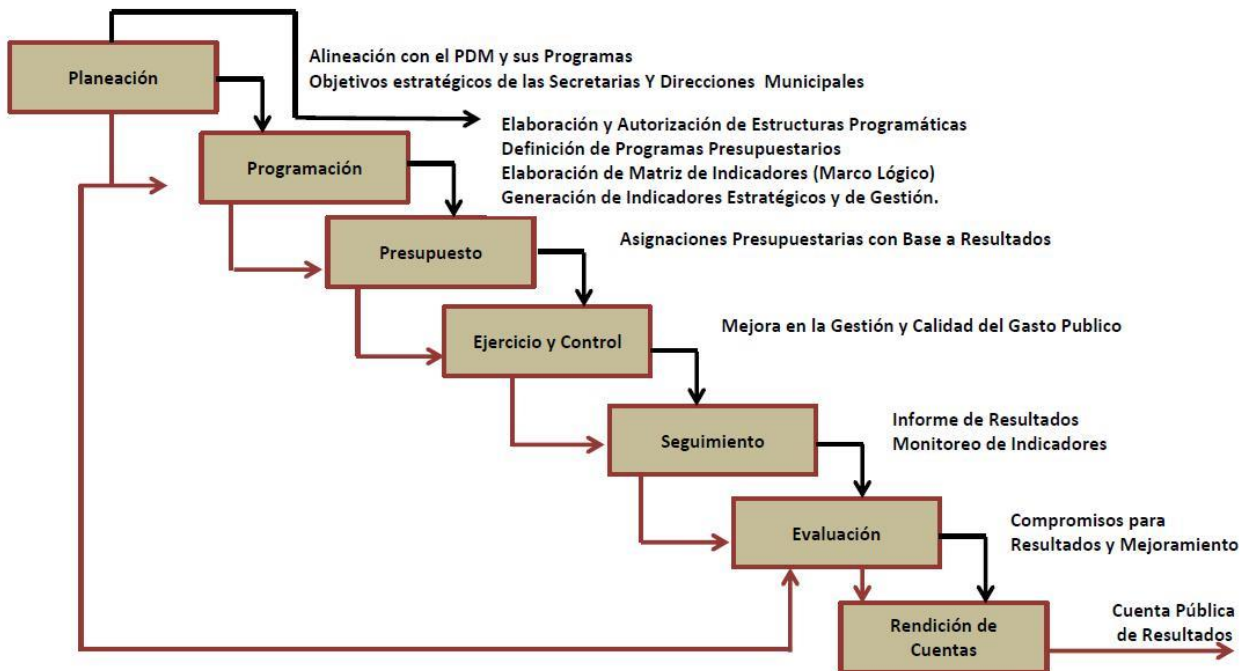 Planeación
Alineación con el PDM y sus Programas
Objetivos estratégicos de las Secretarias Y Direcciones Municipales
Programación
Elaboración y Autorización de Estructuras Programáticas
Definición de Programas Presupuestarios
Elaboración de Matriz de Indicadores (Marco Lógico)
Generación de Indicadores Estratégicos y de Gestión.
Presupuesto
Asignaciones Presupuestarias con Base a Resultados
Ejercicio y Control
Mejora en la Gestión y Calidad del Gasto Publico
Seguimiento
Informe de Resultados
Monitoreo de Indicadores
Evaluación
Compromisos para
Resultados y Mejoramiento
Rendición de
Cuentas
Cuenta Pública
de Resultados